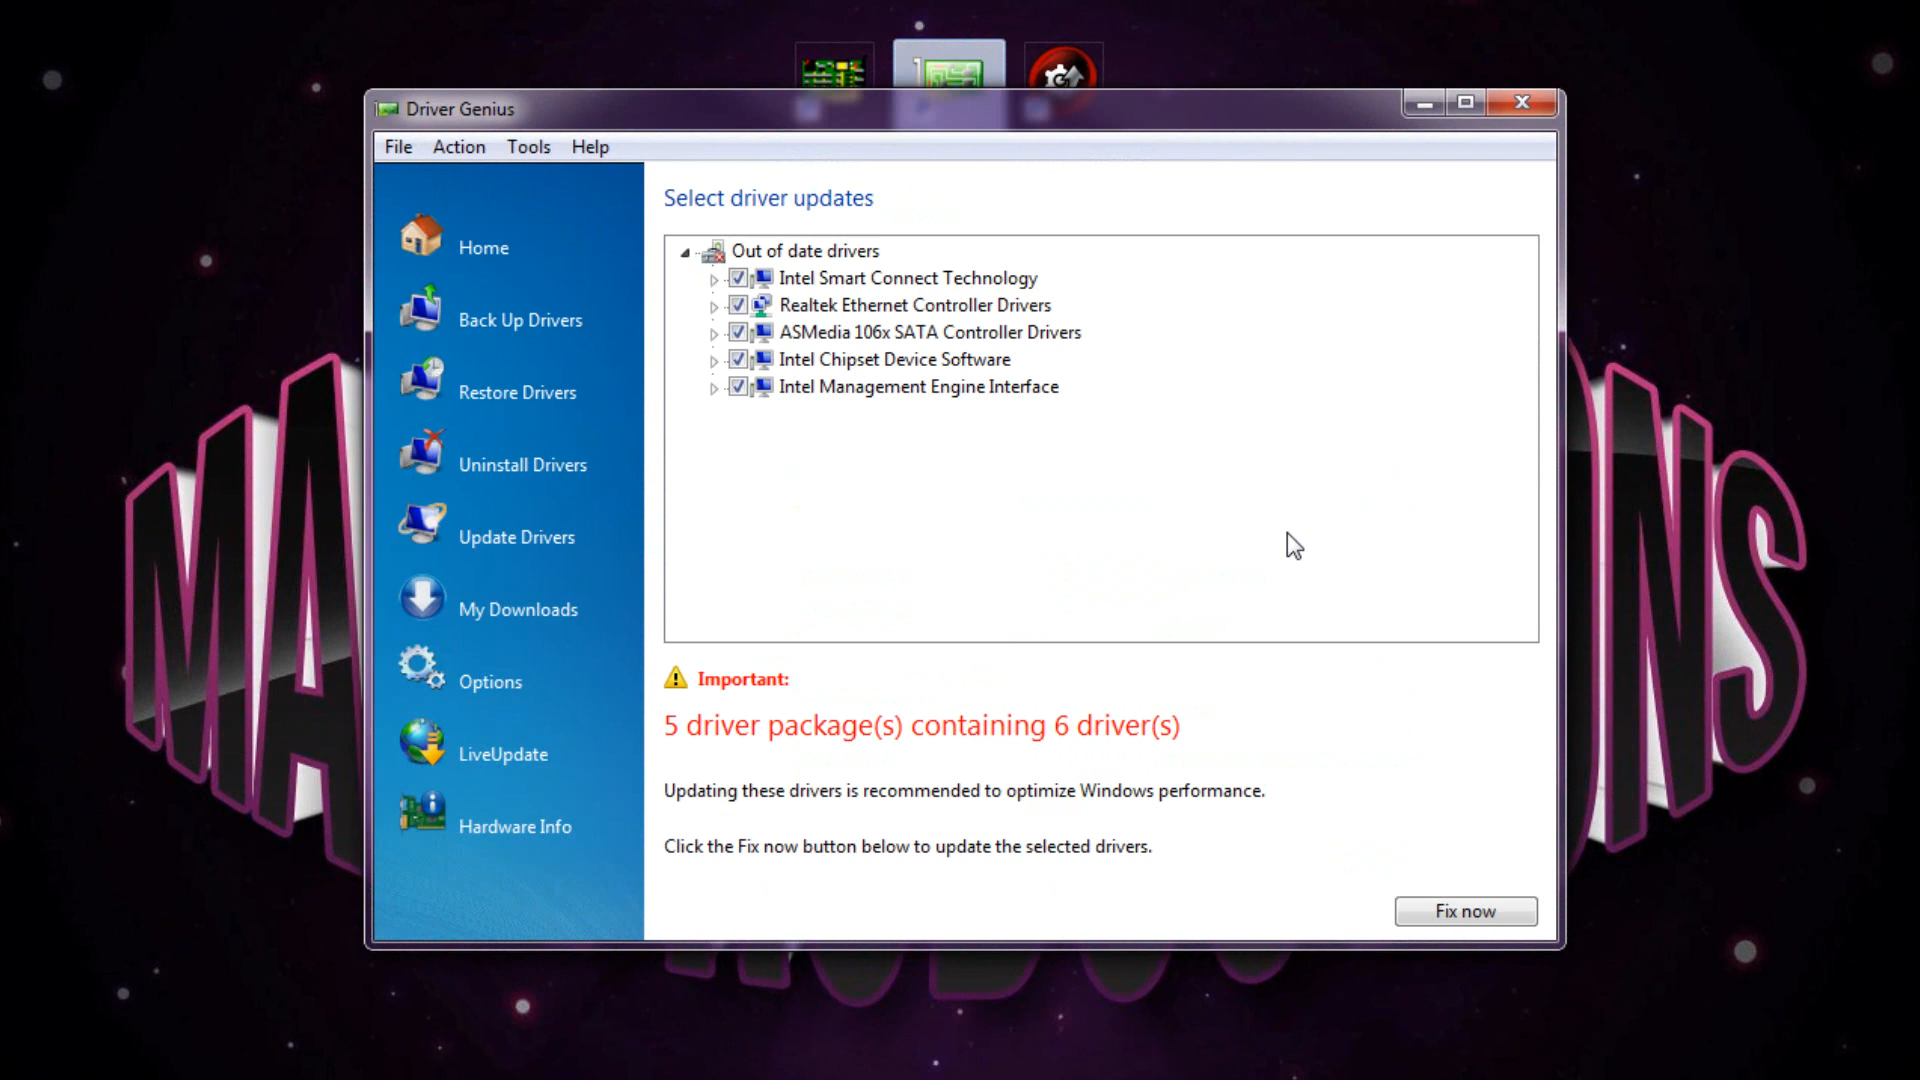 Driver Genius
File Action Tools Help
Home
Back Up Drivers
Restore Drivers
Uninstall Drivers
Update Drivers
My Downloads
Options
LiveUpdate
Hardware Info
Select driver updates
Out of date drivers
Intel Smart Connect Technology
Realtek Ethernet Controller Drivers
ASMedia 106x SATA Controller Drivers
Intel Chipset Device Software
Intel Management Engine Interface
Important:
5 driver package(s) containing 6 driver(s)
Updating these drivers is recommended to optimize Windows performance.
Click the Fix now button below to update the selected drivers.
Fix now